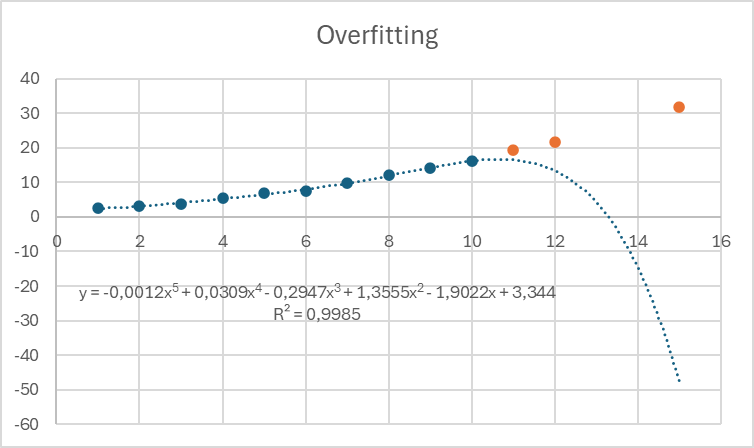 Overfitting
40
30
20
10
0
-10
-20
-30
-40
-50
-60
0 2 4 6 8 10 12 14 16
y = -0,0012x⁵ + 0,0309x⁴ - 0,2947x³ + 1,3555x² - 1,9022x + 3,344
R² = 0,9985